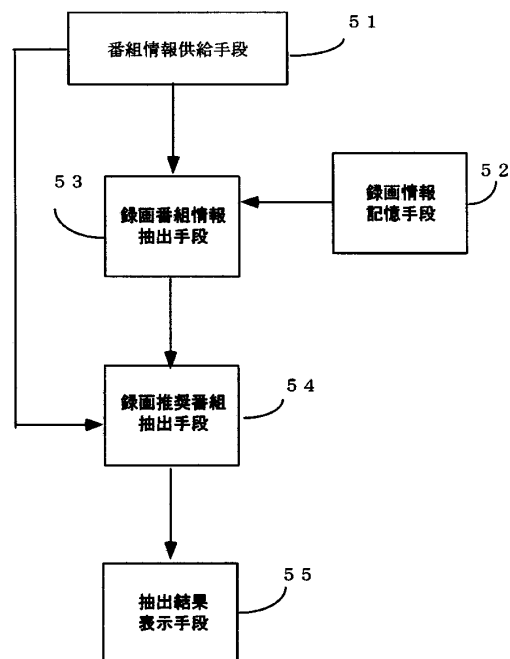 51
番組情報供給手段
53
52
録画番組情報
抽出手段
録画情報
記憶手段
54
録画推奨番組
抽出手段
55
抽出結果
表示手段